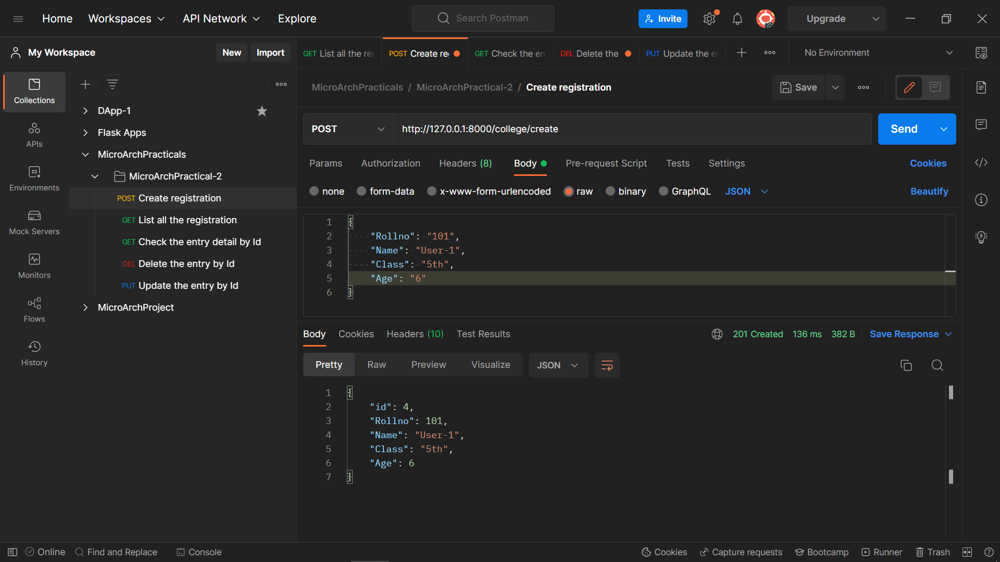 Home Workspaces API Network Explore Search Postman Invite Upgrade
My Workspace New Import GET List all the reg POST Create reg GET Check the en DEL Delete the PUT Update the en No Environment
Collections
APIs
Environments
Mock Servers
Monitors
Flows
History
DApp-1
Flask Apps
MicroArchPracticals
MicroArchPractical-2
POST Create registration
GET List all the registration
GET Check the entry detail by Id
DEL Delete the entry by Id
PUT Update the entry by Id
MicroArchProject
MicroArchPracticals / MicroArchPractical-2 / Create registration Save
POST http://127.0.0.1:8000/college/create Send
Params Authorization Headers (8) Body Pre-request Script Tests Settings Cookies
none form-data x-www-form-urlencoded raw binary GraphQL JSON Beautify
1 {
2 "Rollno": "101",
3 "Name": "User-1",
4 "Class": "5th",
5 "Age": "6"
6 }
Body Cookies Headers (10) Test Results 201 Created 136 ms 382 B Save Response
Pretty Raw Preview Visualize JSON
1 {
2 "id": 4,
3 "Rollno": 101,
4 "Name": "User-1",
5 "Class": "5th",
6 "Age": 6
7 }
Online Find and Replace Console Cookies Capture requests Bootcamp Runner Trash